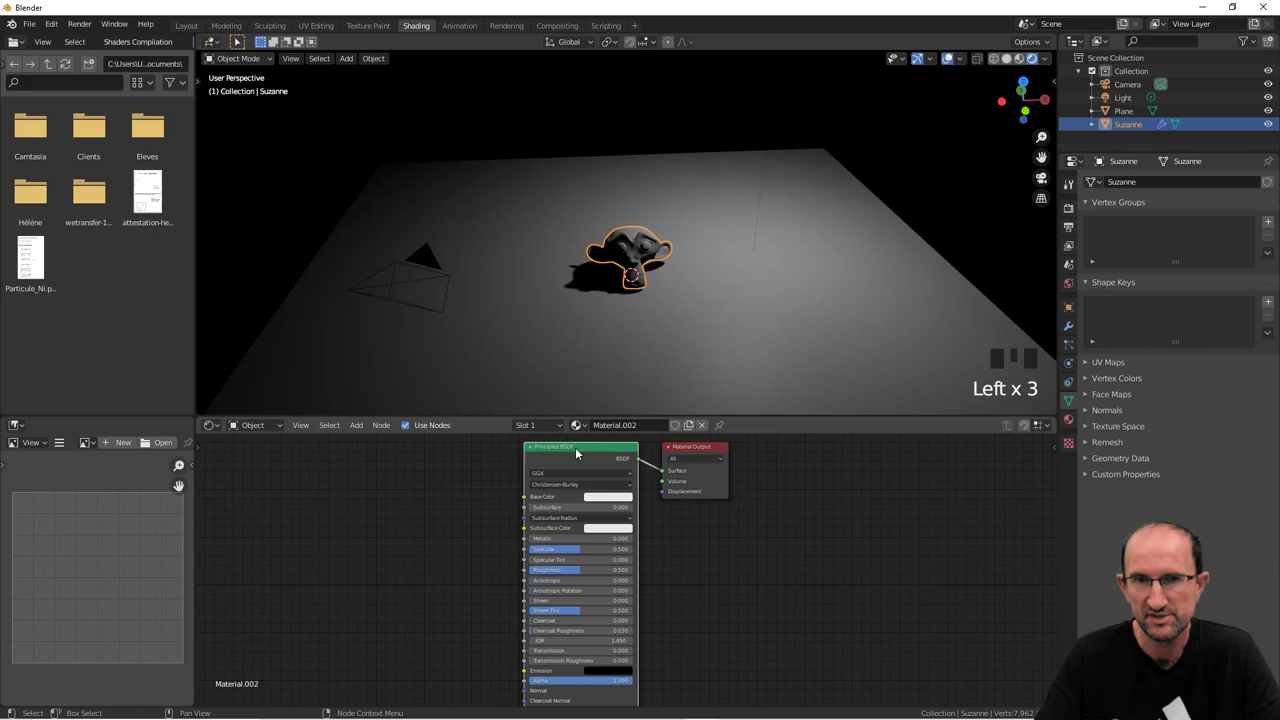 Blender
File Edit Render Window Help
Layout Modeling Sculpting UV Editing Texture Paint Shading Animation Rendering Compositing Scripting +
Scene View Layer
View Select Shaders Compilation
Global
Options
C:\Users\U...ocuments\
Object Mode View Select Add Object
User Perspective
(1) Collection | Suzanne
Camtasia Clients Eleves
Hélène wetransfer-1... attestation-he...
Particule_Ni.p...
Scene Collection
Collection
Camera
Light
Plane
Suzanne
Suzanne Suzanne
Suzanne
Vertex Groups
Shape Keys
UV Maps
Vertex Colors
Face Maps
Normals
Texture Space
Remesh
Geometry Data
Custom Properties
Left x 3
Object View Select Add Node Use Nodes Slot 1 Material.002
View New Open
Principled BSDF
BSDF
GGX
Christensen-Burley
Base Color
Subsurface 0.000
Subsurface Radius
Subsurface Color
Metallic 0.000
Specular 0.500
Specular Tint 0.000
Roughness 0.500
Anisotropic 0.000
Anisotropic Rotation 0.000
Sheen 0.000
Sheen Tint 0.500
Clearcoat 0.000
Clearcoat Roughness 0.030
IOR 1.450
Transmission 0.000
Transmission Roughness 0.000
Emission
Alpha 1.000
Normal
Clearcoat Normal
Material Output
All
Surface
Volume
Displacement
Material.002
Select Box Select Pan View Node Context Menu Collection | Suzanne | Verts:7,962